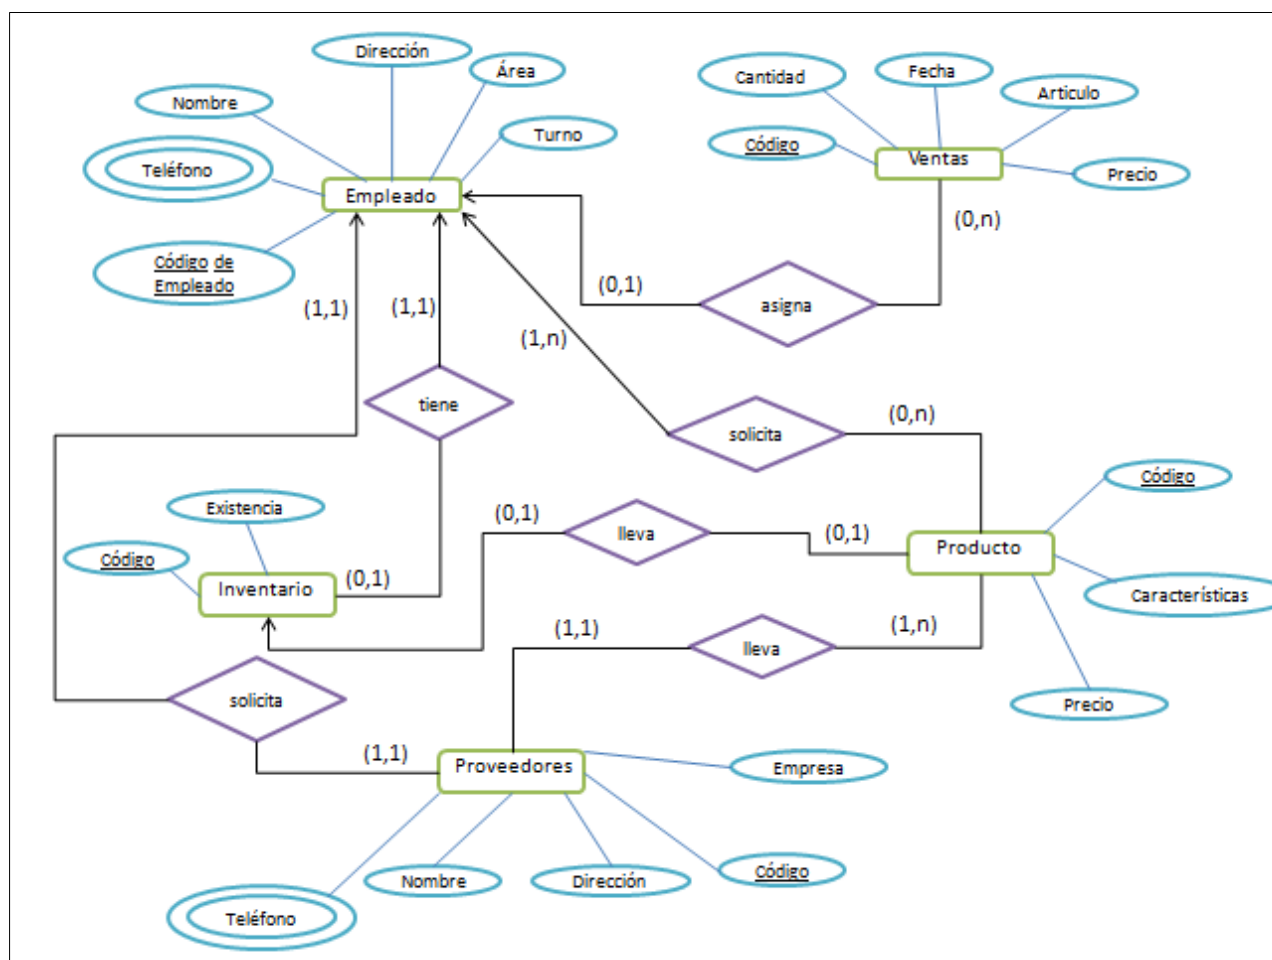 Dirección
Área
Nombre
Turno
Teléfono
Empleado
Código de
Empleado
Cantidad
Fecha
Articulo
Código
Ventas
Precio
(0,n)
(0,1)
asigna
(1,1)
(1,1)
(1,n)
tiene
solicita
(0,n)
Código
Existencia
(0,1)
lleva
(0,1)
Producto
Código
Inventario
(0,1)
Características
(1,1)
lleva
(1,n)
solicita
Precio
(1,1)
Proveedores
Empresa
Nombre
Dirección
Código
Teléfono